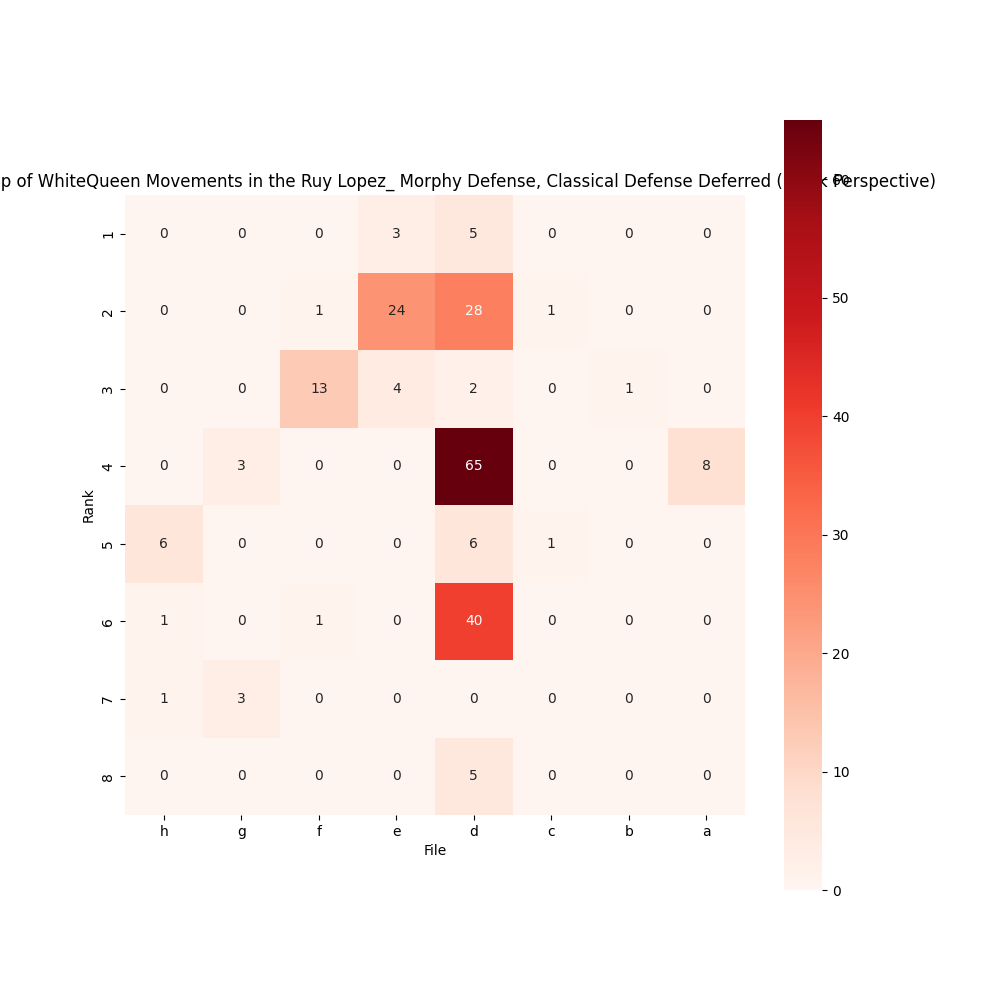 p of WhiteQueen Movements in the Ruy Lopez_ Morphy Defense, Classical Defense Deferred ( Perspective)
1 0 0 0 3 5 0 0 0
2 0 0 1 24 28 1 0 0
3 0 0 13 4 2 0 1 0
4 0 3 0 0 65 0 0 8
5 6 0 0 0 6 1 0 0
6 1 0 1 0 40 0 0 0
7 1 3 0 0 0 0 0 0
8 0 0 0 0 5 0 0 0
h g f e d c b a
File
Rank
60
50
40
30
20
10
0